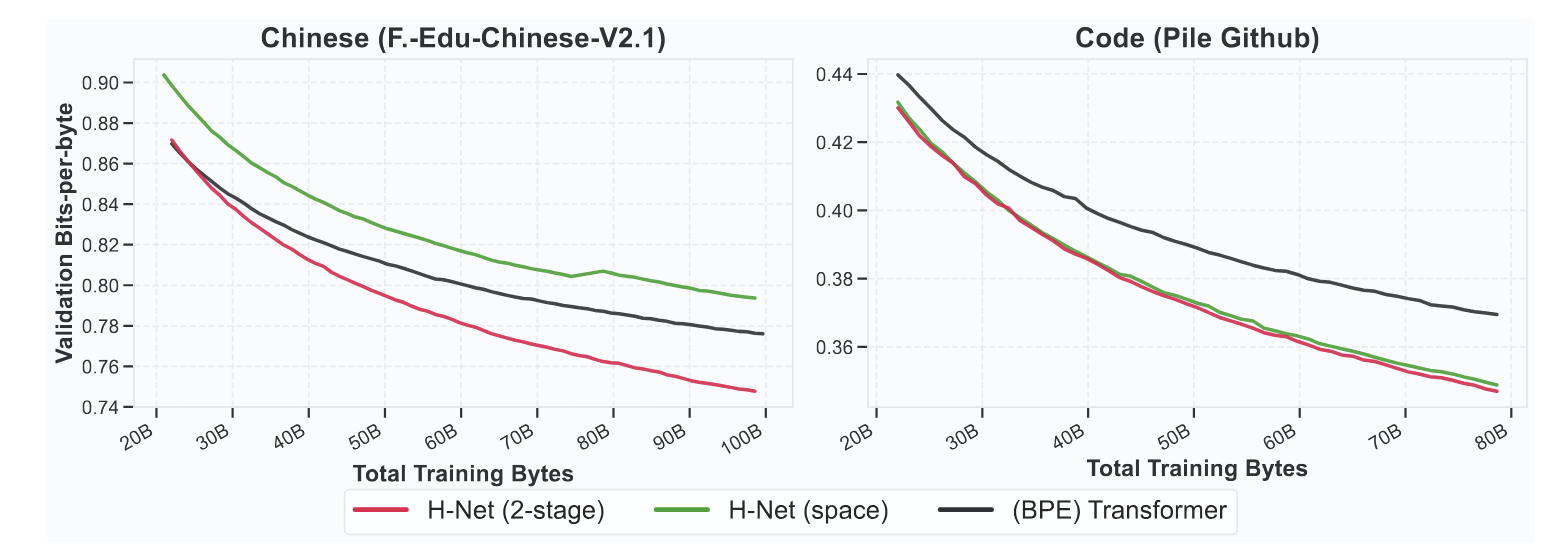 Chinese (F.-Edu-Chinese-V2.1)
Validation Bits-per-byte
0.90
0.88
0.86
0.84
0.82
0.80
0.78
0.76
0.74
20B 30B 40B 50B 60B 70B 80B 90B 100B
Total Training Bytes
Code (Pile Github)
0.44
0.42
0.40
0.38
0.36
20B 30B 40B 50B 60B 70B 80B
Total Training Bytes
H-Net (2-stage) H-Net (space) (BPE) Transformer